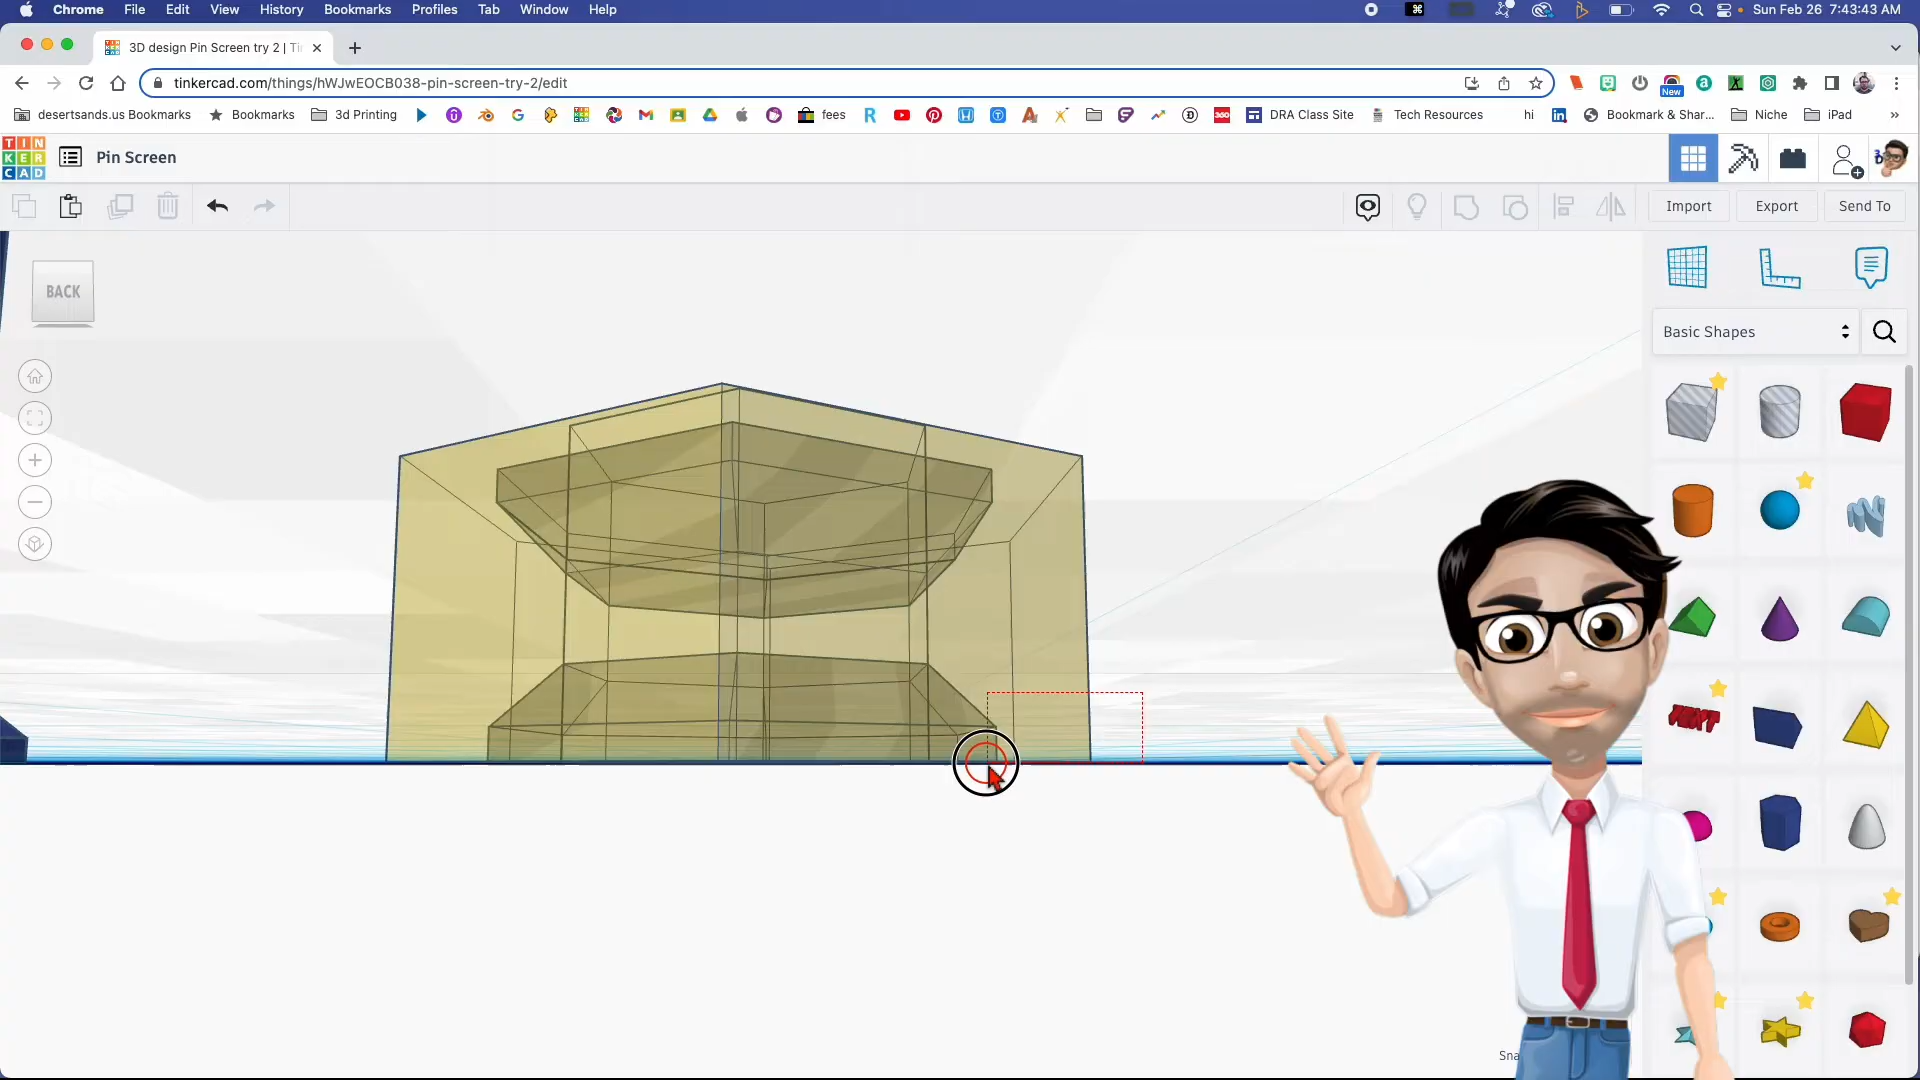 Chrome File Edit View History Bookmarks Profiles Tab Window Help Sun Feb 26 7:43:43 AM
3D design Pin Screen try 2 | Ti
tinkercad.com/things/hWJwEOCB038-pin-screen-try-2/edit
New
desertsands.us Bookmarks Bookmarks 3d Printing fees DRA Class Site Tech Resources hi Bookmark & Shar... Niche iPad
TIN
KER
CAD
Pin Screen
Import Export Send To
BACK
Basic Shapes
TEXT
Sna